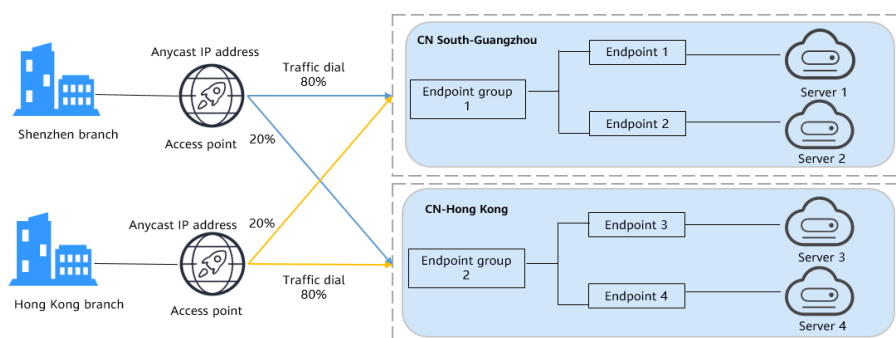 Anycast IP address
Shenzhen branch
Access point
Traffic dial
80%
20%
CN South-Guangzhou
Endpoint group
1
Endpoint 1
Endpoint 2
Server 1
Server 2
Anycast IP address
Hong Kong branch
Access point
20%
Traffic dial
80%
CN-Hong Kong
Endpoint group
2
Endpoint 3
Endpoint 4
Server 3
Server 4